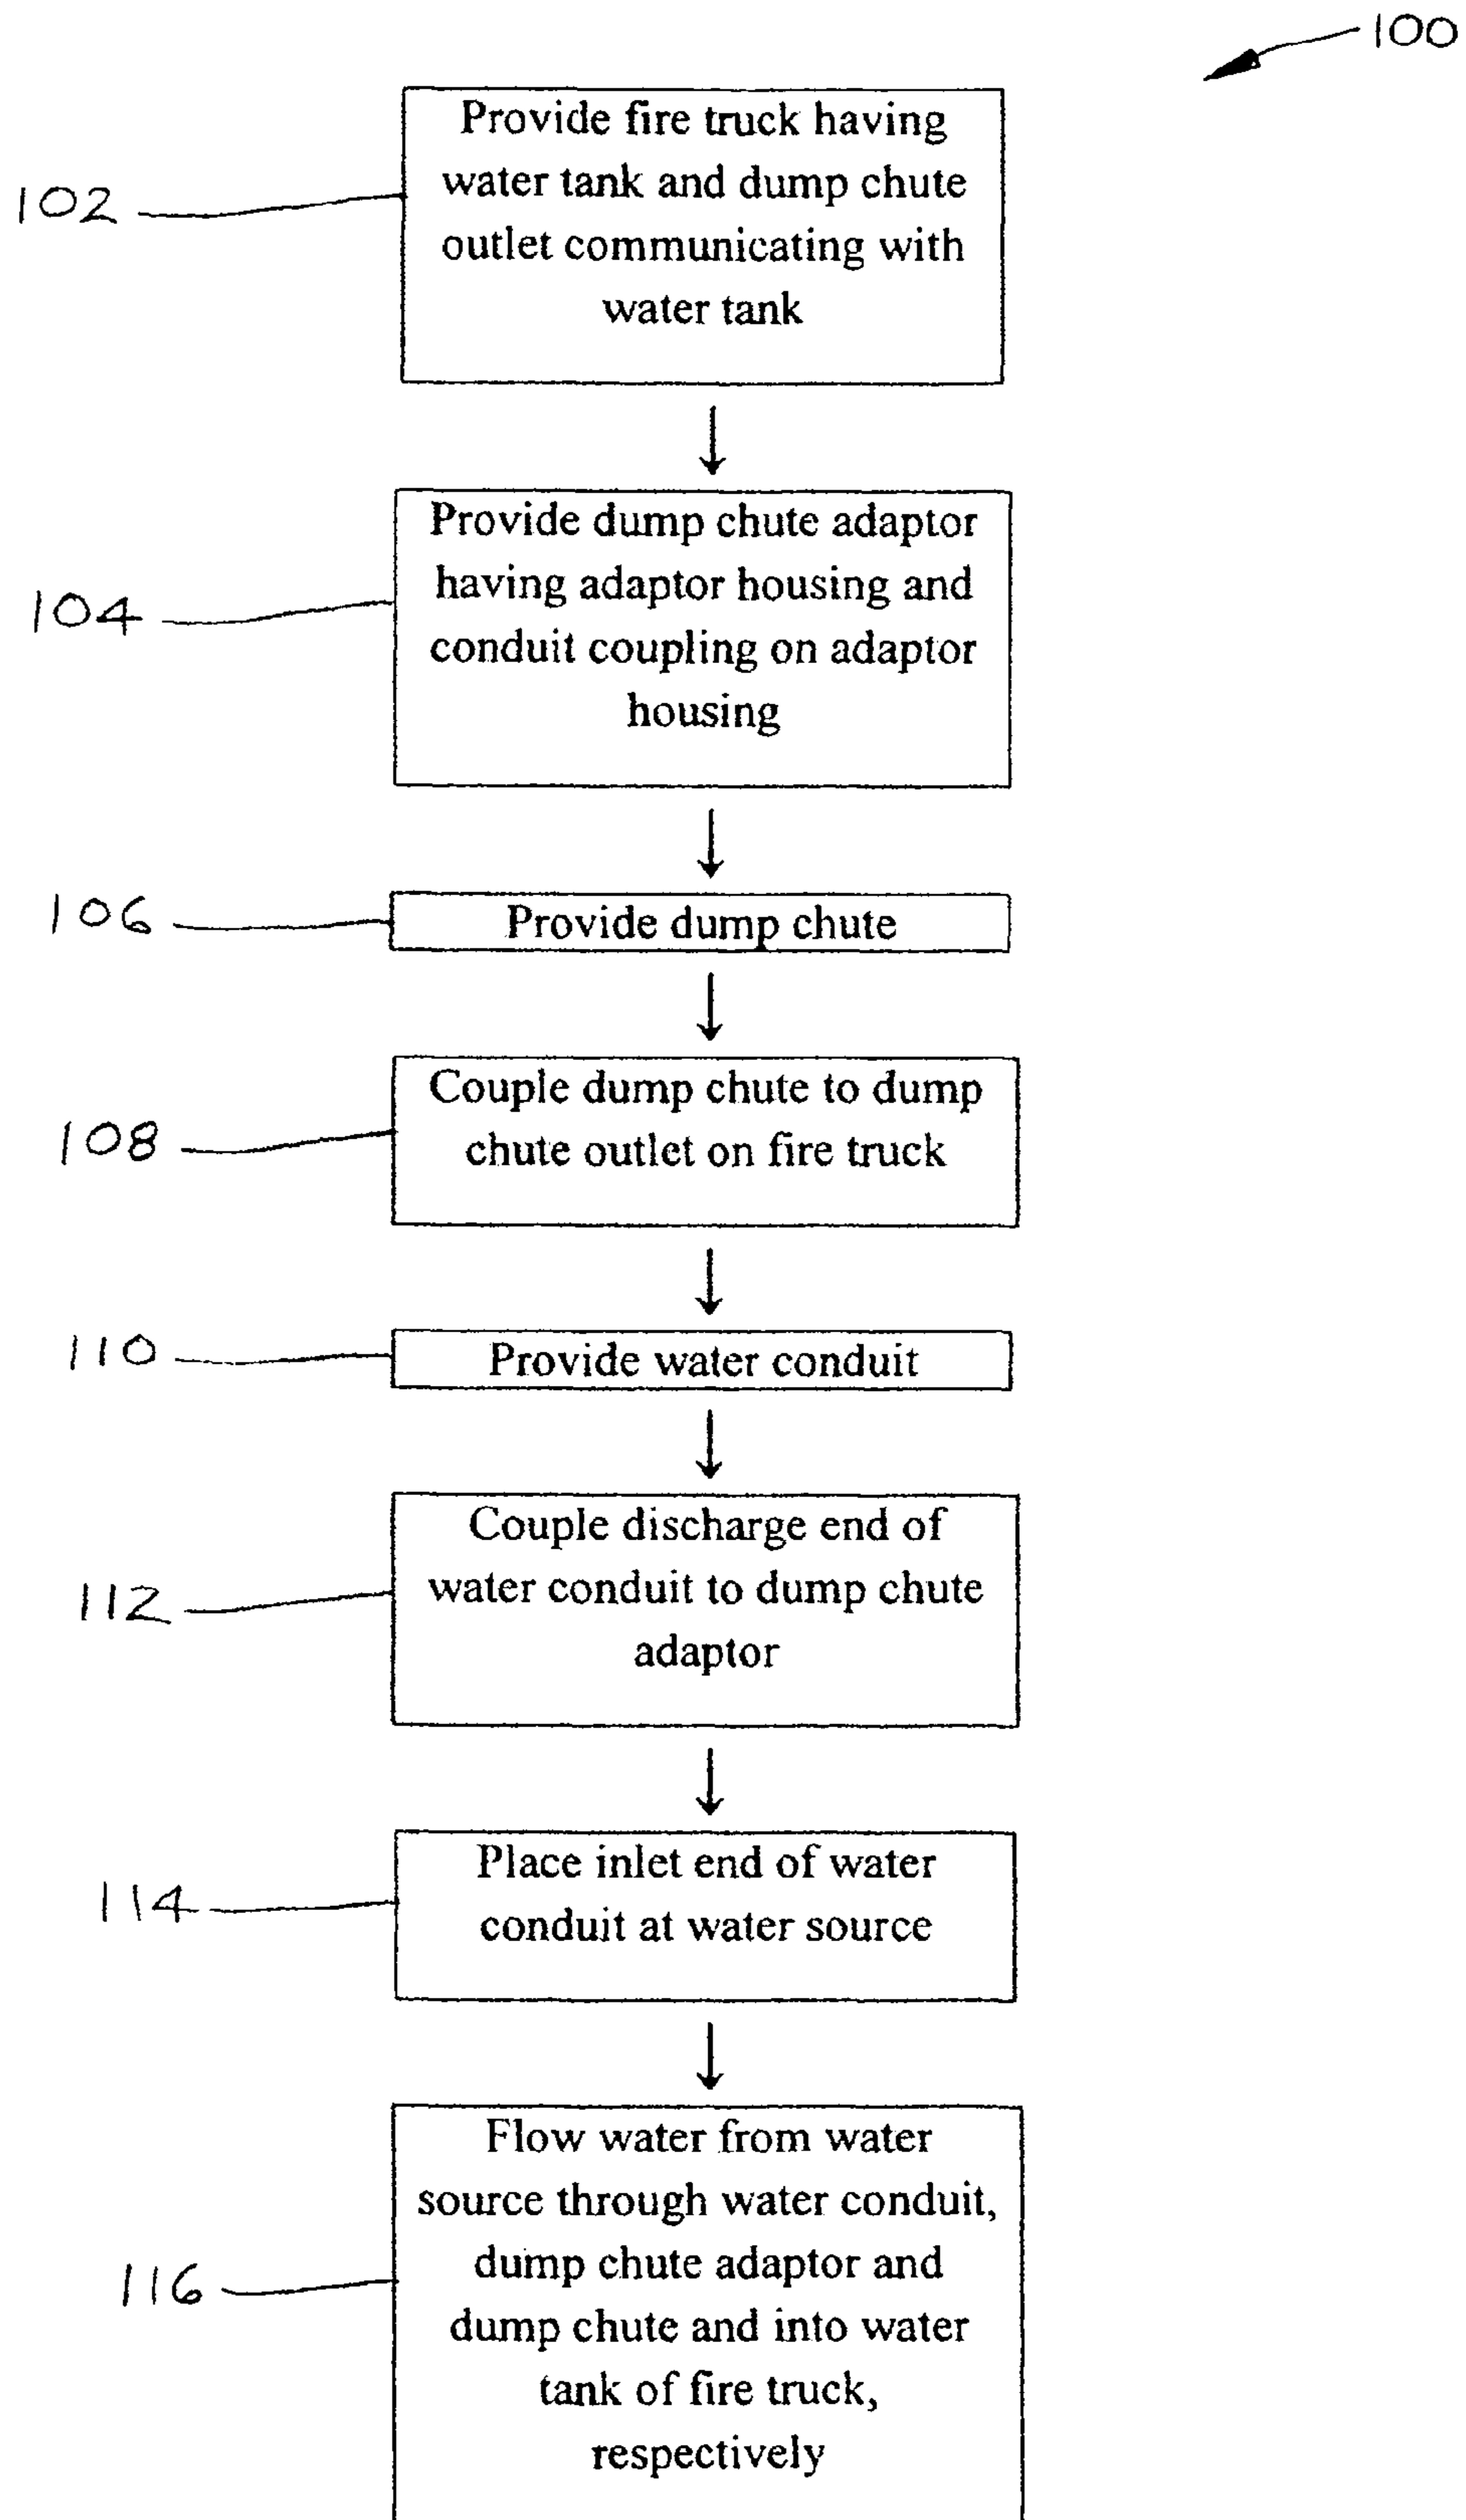 100
Provide fire truck having
water tank and dump chute
outlet communicating with
water tank
102
Provide dump chute adaptor
having adaptor housing and
conduit coupling on adaptor
housing
104
Provide dump chute
106
Couple dump chute to dump
chute outlet on fire truck
108
Provide water conduit
110
Couple discharge end of
water conduit to dump chute
adaptor
112
Place inlet end of water
conduit at water source
114
Flow water from water
source through water conduit,
dump chute adaptor and
dump chute and into water
tank of fire truck,
respectively
116